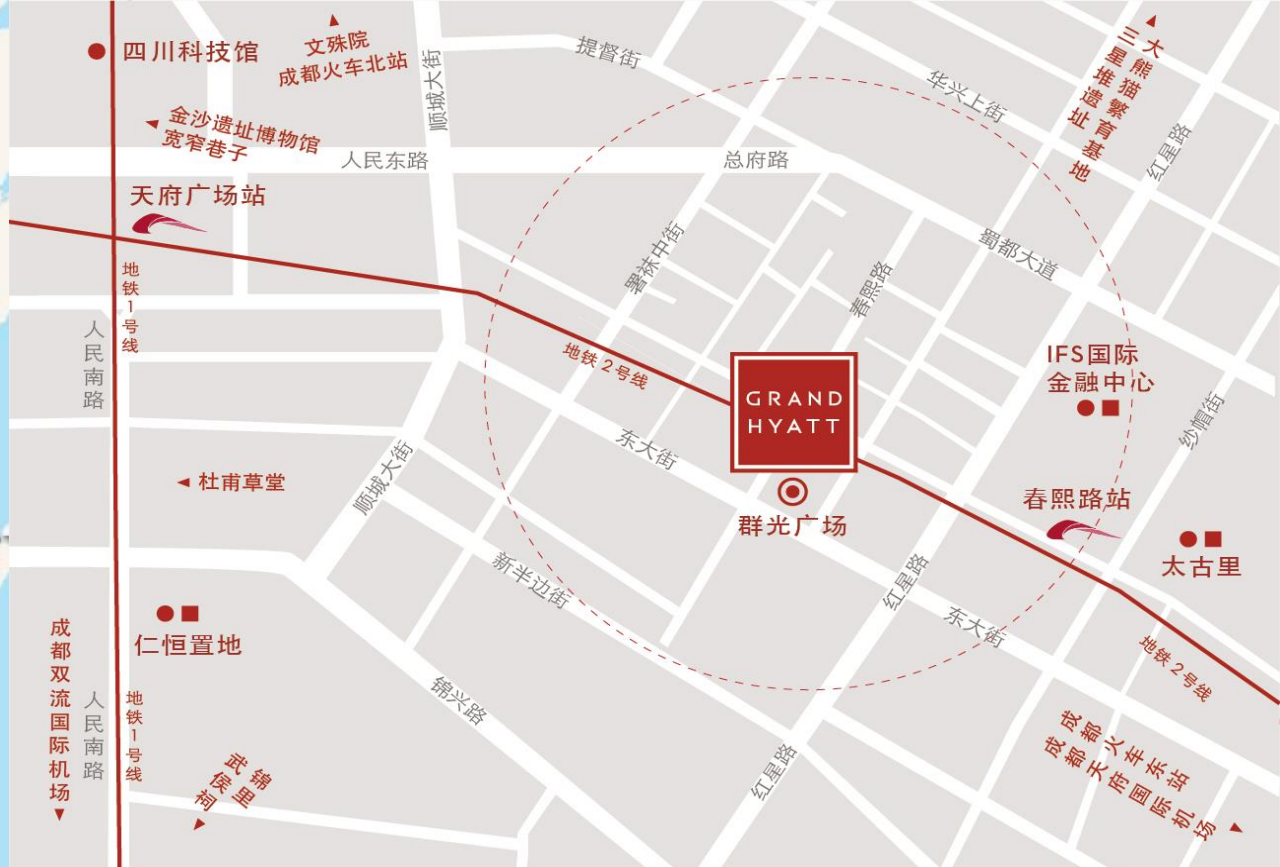 四川科技馆
文殊院
成都火车北站
顺城大街
提督街
华兴上街
大熊猫繁育基地
三星堆遗址
红星路
金沙遗址博物馆
宽窄巷子
人民东路
总府路
天府广场站
暑袜中街
春熙路
蜀都大道
地铁1号线
人民南路
地铁2号线
GRAND
HYATT
IFS国际
金融中心
纱帽街
东大街
顺城大街
杜甫草堂
群光广场
春熙路站
太古里
新半边街
红星路
东大街
仁恒置地
成都双流国际机场
人民南路
地铁1号线
锦里
武侯祠
锦兴路
红星路
地铁2号线
成都火车东站
成都天府国际机场